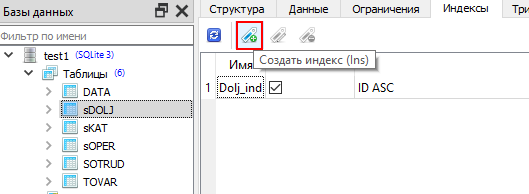 Базы данных
Фильтр по имени
test1 (SQLite 3)
Таблицы (6)
DATA
sDOLJ
sKAT
sOPER
SOTRUD
TOVAR
Структура Данные Ограничения Индексы
Создать индекс (Ins)
Имя
1 Dolj_ind ID ASC